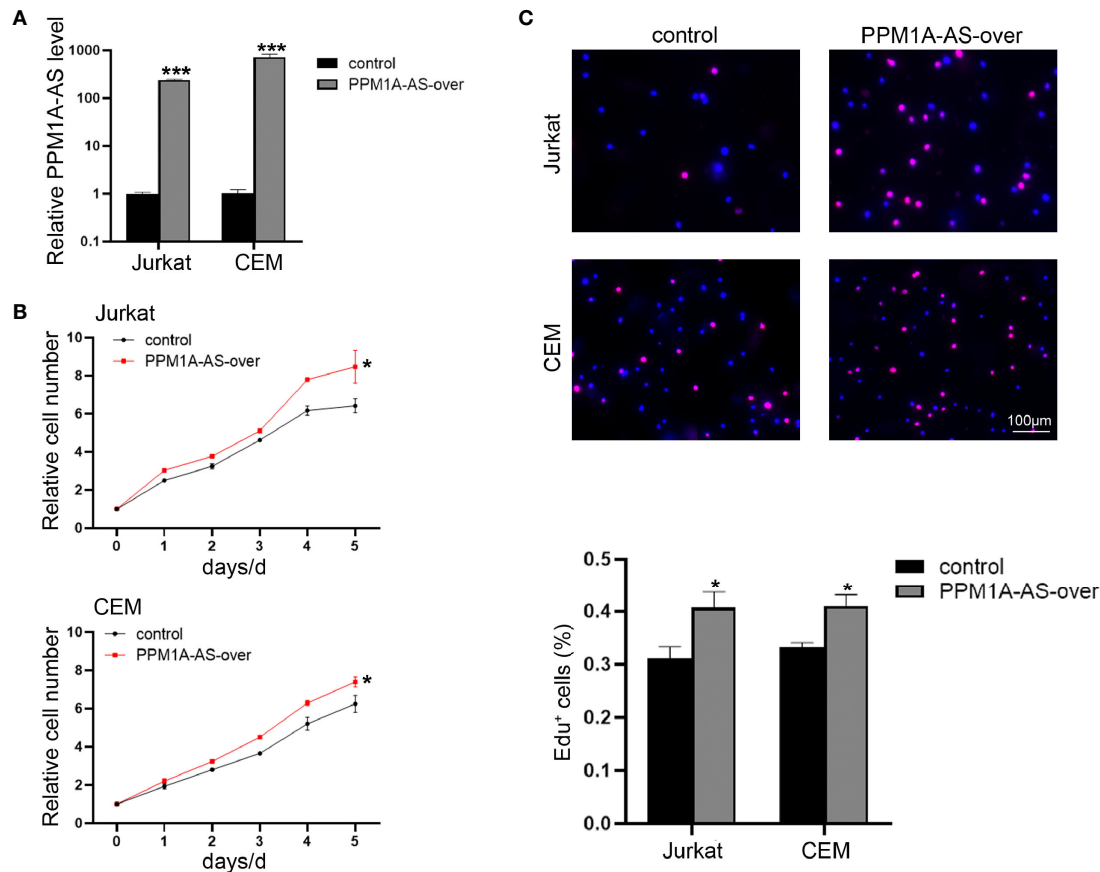 A
Relative PPM1A-AS level
1000
100
10
1
0.1
***
***
Jurkat
CEM
control
PPM1A-AS-over
B
Jurkat
control
PPM1A-AS-over
Relative cell number
10
8
6
4
2
0
*
0 1 2 3 4 5
days/d
CEM
control
PPM1A-AS-over
Relative cell number
10
8
6
4
2
0
*
0 1 2 3 4 5
days/d
C
control PPM1A-AS-over
Jurkat
CEM
100μm
Edu⁺ cells (%)
0.5
0.4
0.3
0.2
0.1
0.0
*
*
Jurkat
CEM
control
PPM1A-AS-over